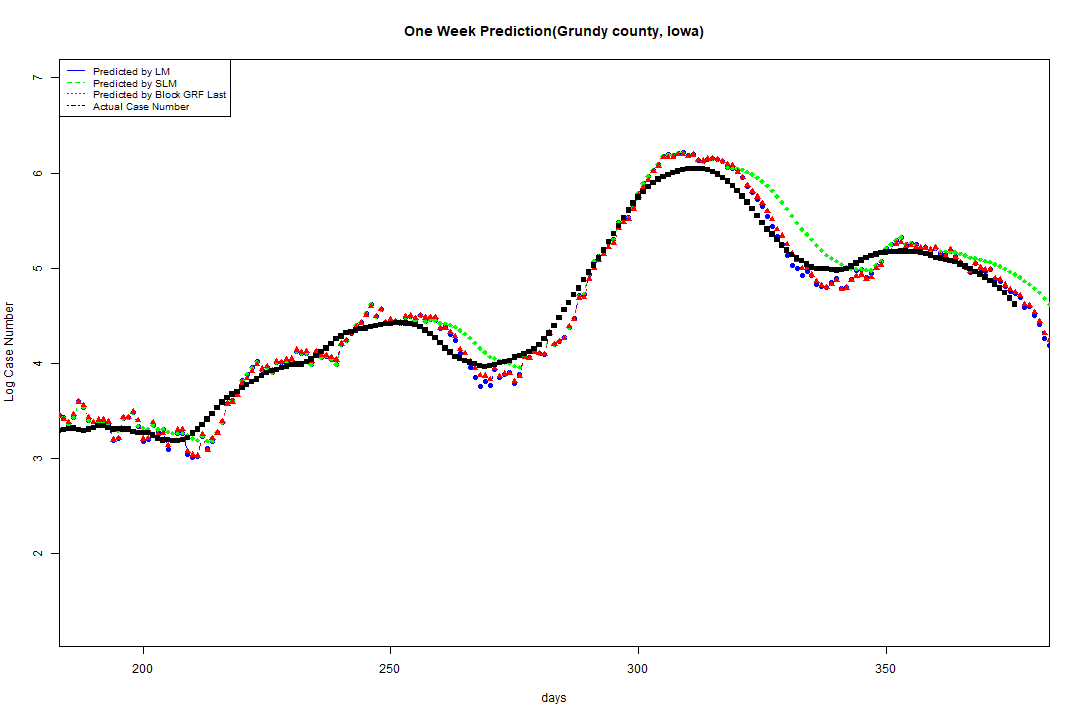 One Week Prediction(Grundy county, Iowa)
Predicted by LM
Predicted by SLM
Predicted by Block GRF Last
Actual Case Number
7
6
5
4
3
2
Log Case Number
200 250 300 350
days